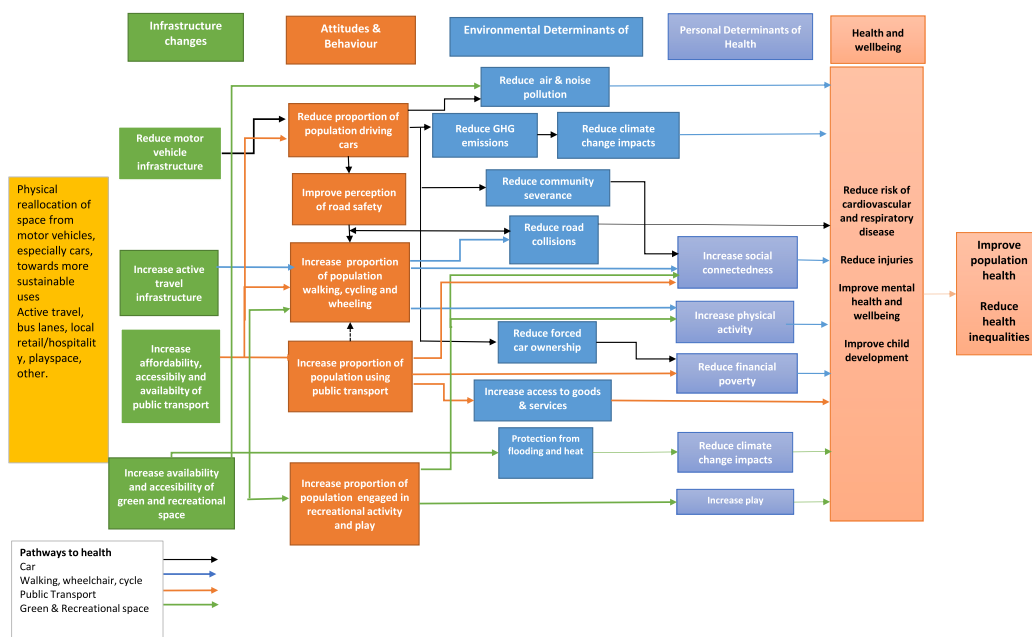 Infrastructure
changes
Attitudes &
Behaviour
Environmental Determinants of
Personal Determinants of
Health
Health and
wellbeing
Reduce air & noise
pollution
Reduce proportion of
population driving
cars
Reduce GHG
emissions
Reduce climate
change impacts
Reduce motor
vehicle
infrastructure
Physical
reallocation of
space from
motor vehicles,
especially cars,
towards more
sustainable
uses
Active travel,
bus lanes, local
retail/hospitalit
y, playspace,
other.
Improve perception
of road safety
Reduce community
severance
Reduce road
collisions
Increase active
travel
infrastructure
Increase proportion
of population
walking, cycling and
wheeling
Increase social
connectedness
Increase physical
activity
Increase
affordability,
accessibily and
availabilty of
public transport
Increase proportion of
population using
public transport
Reduce forced
car ownership
Reduce financial
poverty
Increase access to goods
& services
Protection from
flooding and heat
Reduce climate
change impacts
Increase availability
and accesibility of
green and recreational
space
Increase proportion of
population engaged in
recreational activity
and play
Increase play
Reduce risk of
cardiovascular
and respiratory
disease
Reduce injuries
Improve mental
health and
wellbeing
Improve child
development
Improve
population
health
Reduce
health
inequalities
Pathways to health
Car
Walking, wheelchair, cycle
Public Transport
Green & Recreational space